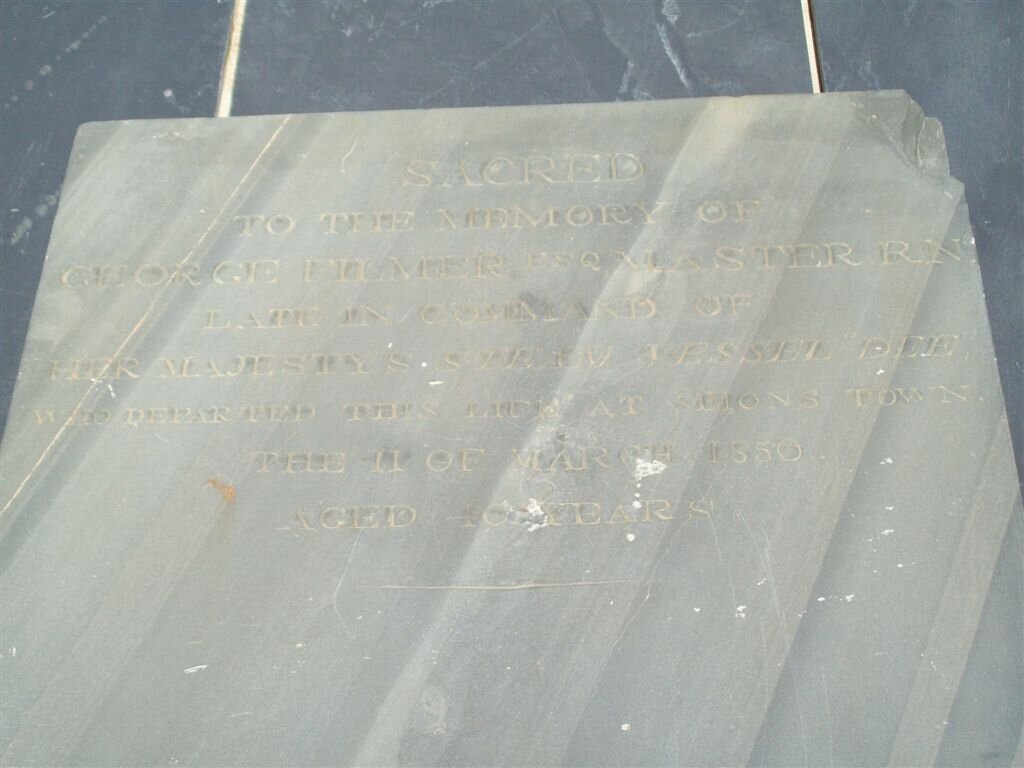 SACRED
TO THE MEMORY OF
GEORGE FILMER ESQ MASTER RN,
LATE IN COMMAND OF
HER MAJESTY'S STEAM VESSEL "DEE,
WHO DEPARTED THIS LIFE AT SIMONS TOWN,
THE 11 OF MARCH, 1850.
AGED 40 YEARS